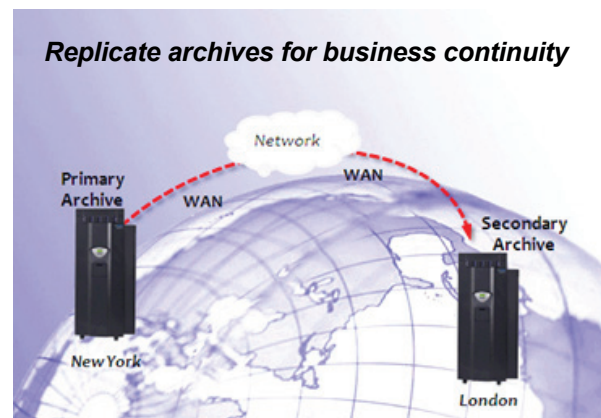 Replicate archives for business continuity
Network
WAN
WAN
Primary
Archive
Secondary
Archive
New York
London